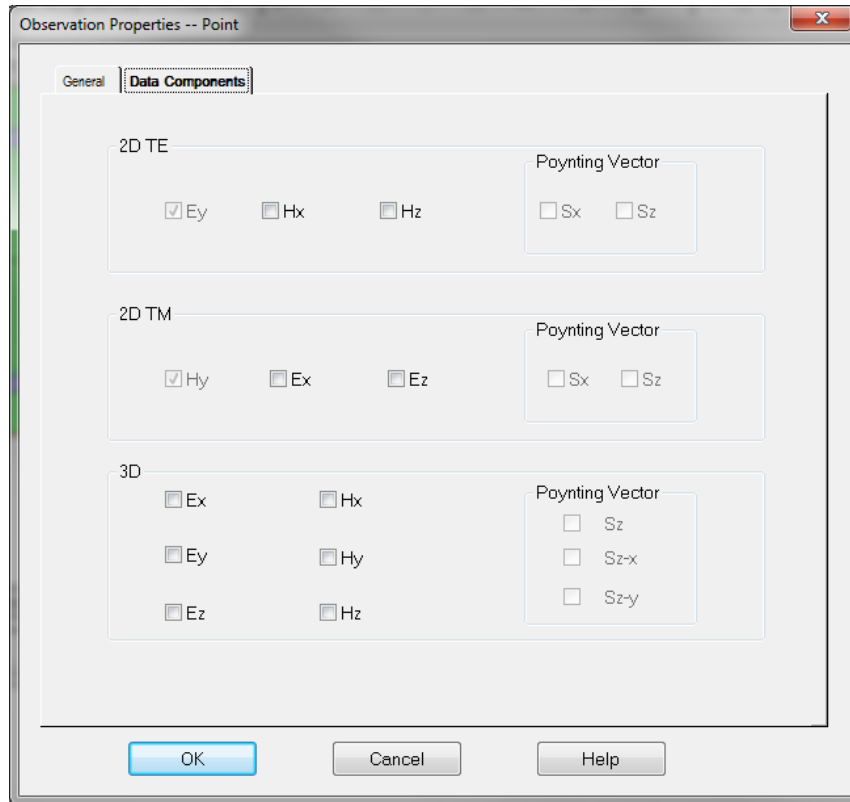 Observation Properties -- Point
General Data Components
2D TE
Poynting Vector
Ey Hx Hz Sx Sz
2D TM
Poynting Vector
Hy Ex Ez Sx Sz
3D
Poynting Vector
Ex Hx
Sz
Ey Hy
Sz-x
Ez Hz
Sz-y
OK Cancel Help